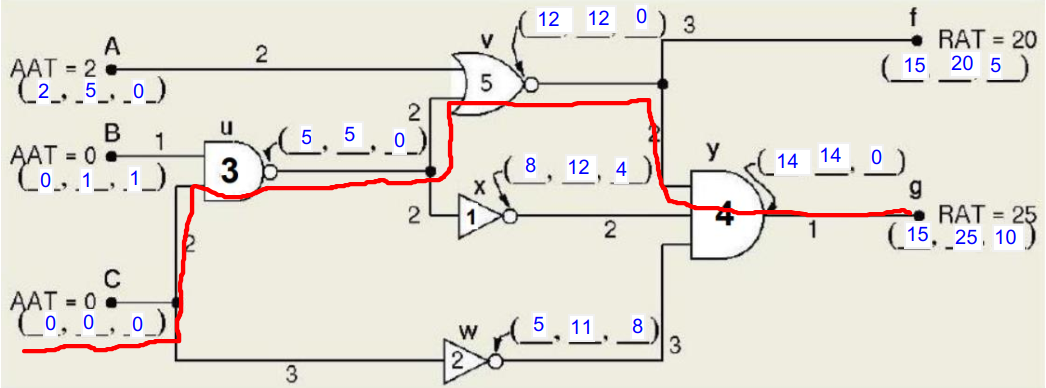 A
AAT = 2
( 2 , 5 , 0 )
2
v
5
( 12 12 0 )
3
f
RAT = 20
( 15 20 5 )
B
AAT = 0
( 0 , 1 , 1 )
1
u
3
( 5 , 5 , 0 )
2
2
x
1
( 8 , 12 , 4 )
2
2
y
4
( 14 14 , 0 )
1
g
RAT = 25
( 15 , 25 , 10 )
C
AAT = 0
( 0 , 0 , 0 )
2
3
w
2
( 5 , 11 , 8 )
3